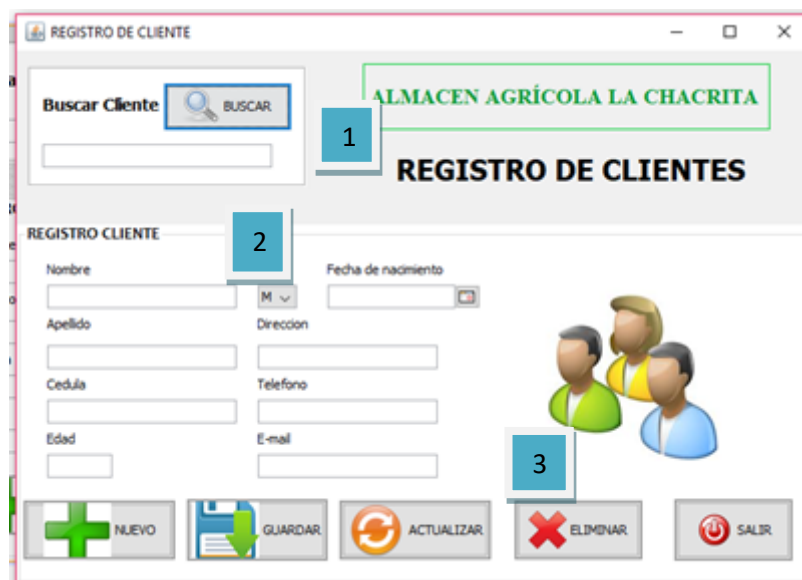 REGISTRO DE CLIENTE
Buscar Cliente
BUSCAR
1
ALMACEN AGRÍCOLA LA CHACRITA
REGISTRO DE CLIENTES
REGISTRO CLIENTE
2
Nombre
M
Fecha de nacimiento
Apellido
Direccion
Cedula
Telefono
Edad
E-mail
3
NUEVO
GUARDAR
ACTUALIZAR
ELIMINAR
SALIR